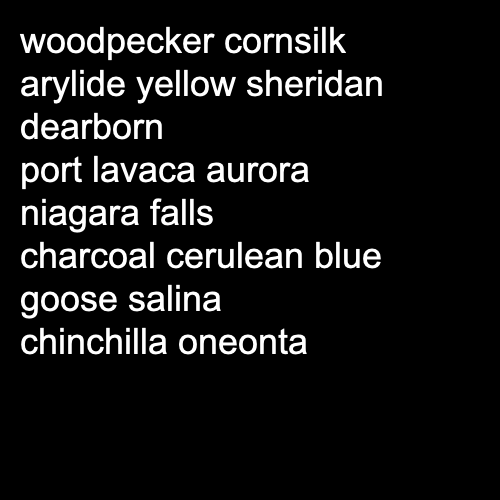 woodpecker cornsilk
arylide yellow sheridan
dearborn
port lavaca aurora
niagara falls
charcoal cerulean blue
goose salina
chinchilla oneonta